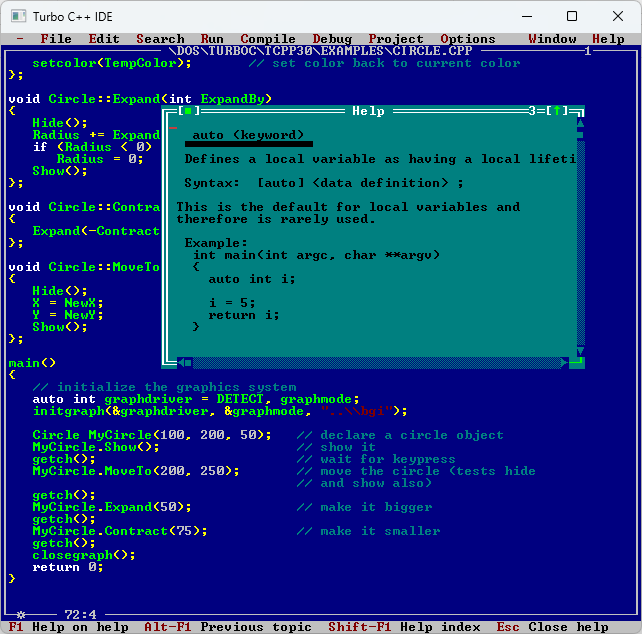 Turbo C++ IDE
- File Edit Search Run Compile Debug Project Options Window Help
\DOS\TURBOC\TCPP30\EXAMPLES\CIRCLE.CPP 1
setcolor(TempColor); // set color back to current color
};
void Circle::Expand(int ExpandBy)
{
Hide();
Radius += Expand
if (Radius < 0)
Radius = 0;
Show();
};
void Circle::Contra
{
Expand(-Contract
};
void Circle::MoveTo
{
Hide();
X = NewX;
Y = NewY;
Show();
};
[■] Help 3=[↑]
auto (keyword)
Defines a local variable as having a local lifeti
Syntax: [auto] <data definition> ;
This is the default for local variables and
therefore is rarely used.
Example:
int main(int argc, char **argv)
{
auto int i;
i = 5;
return i;
}
main()
{
// initialize the graphics system
auto int graphdriver = DETECT, graphmode;
initgraph(&graphdriver, &graphmode, "..\\bgi");
Circle MyCircle(100, 200, 50); // declare a circle object
MyCircle.Show(); // show it
getch(); // wait for keypress
MyCircle.MoveTo(200, 250); // move the circle (tests hide
// and show also)
getch();
MyCircle.Expand(50); // make it bigger
getch();
MyCircle.Contract(75); // make it smaller
getch();
closegraph();
return 0;
}
72:4
F1 Help on help Alt-F1 Previous topic Shift-F1 Help index Esc Close help